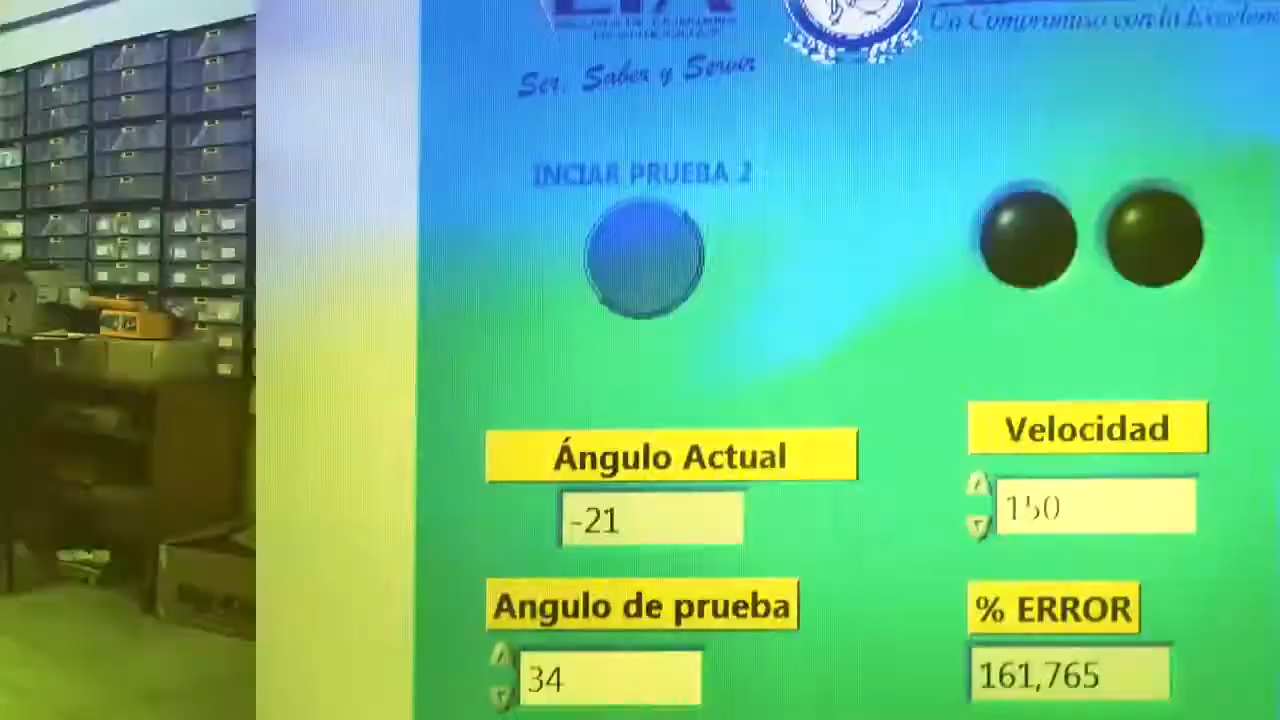 Ser, Saber y Servir
Un Compromiso con la Excelen
INCIAR PRUEBA 2
Velocidad
Ángulo Actual
150
-21
Angulo de prueba
% ERROR
34
161,765